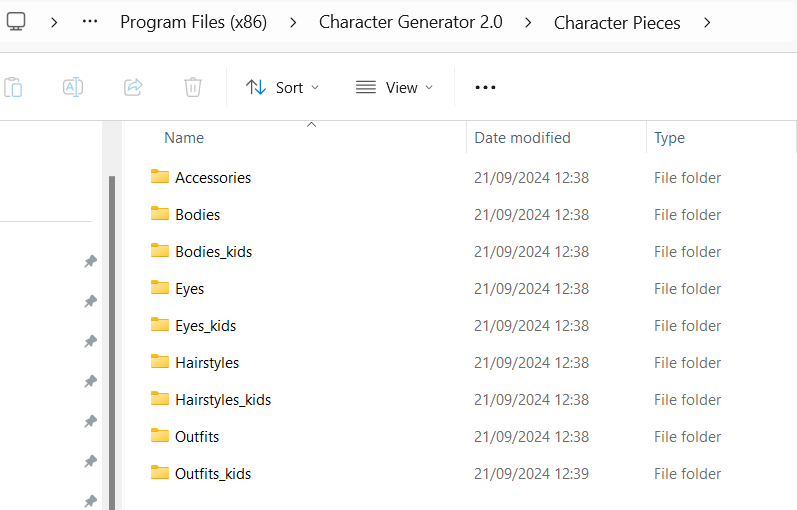 ... Program Files (x86) Character Generator 2.0 Character Pieces
Sort View ...
Name Date modified Type
Accessories 21/09/2024 12:38 File folder
Bodies 21/09/2024 12:38 File folder
Bodies_kids 21/09/2024 12:38 File folder
Eyes 21/09/2024 12:38 File folder
Eyes_kids 21/09/2024 12:38 File folder
Hairstyles 21/09/2024 12:38 File folder
Hairstyles_kids 21/09/2024 12:38 File folder
Outfits 21/09/2024 12:38 File folder
Outfits_kids 21/09/2024 12:39 File folder